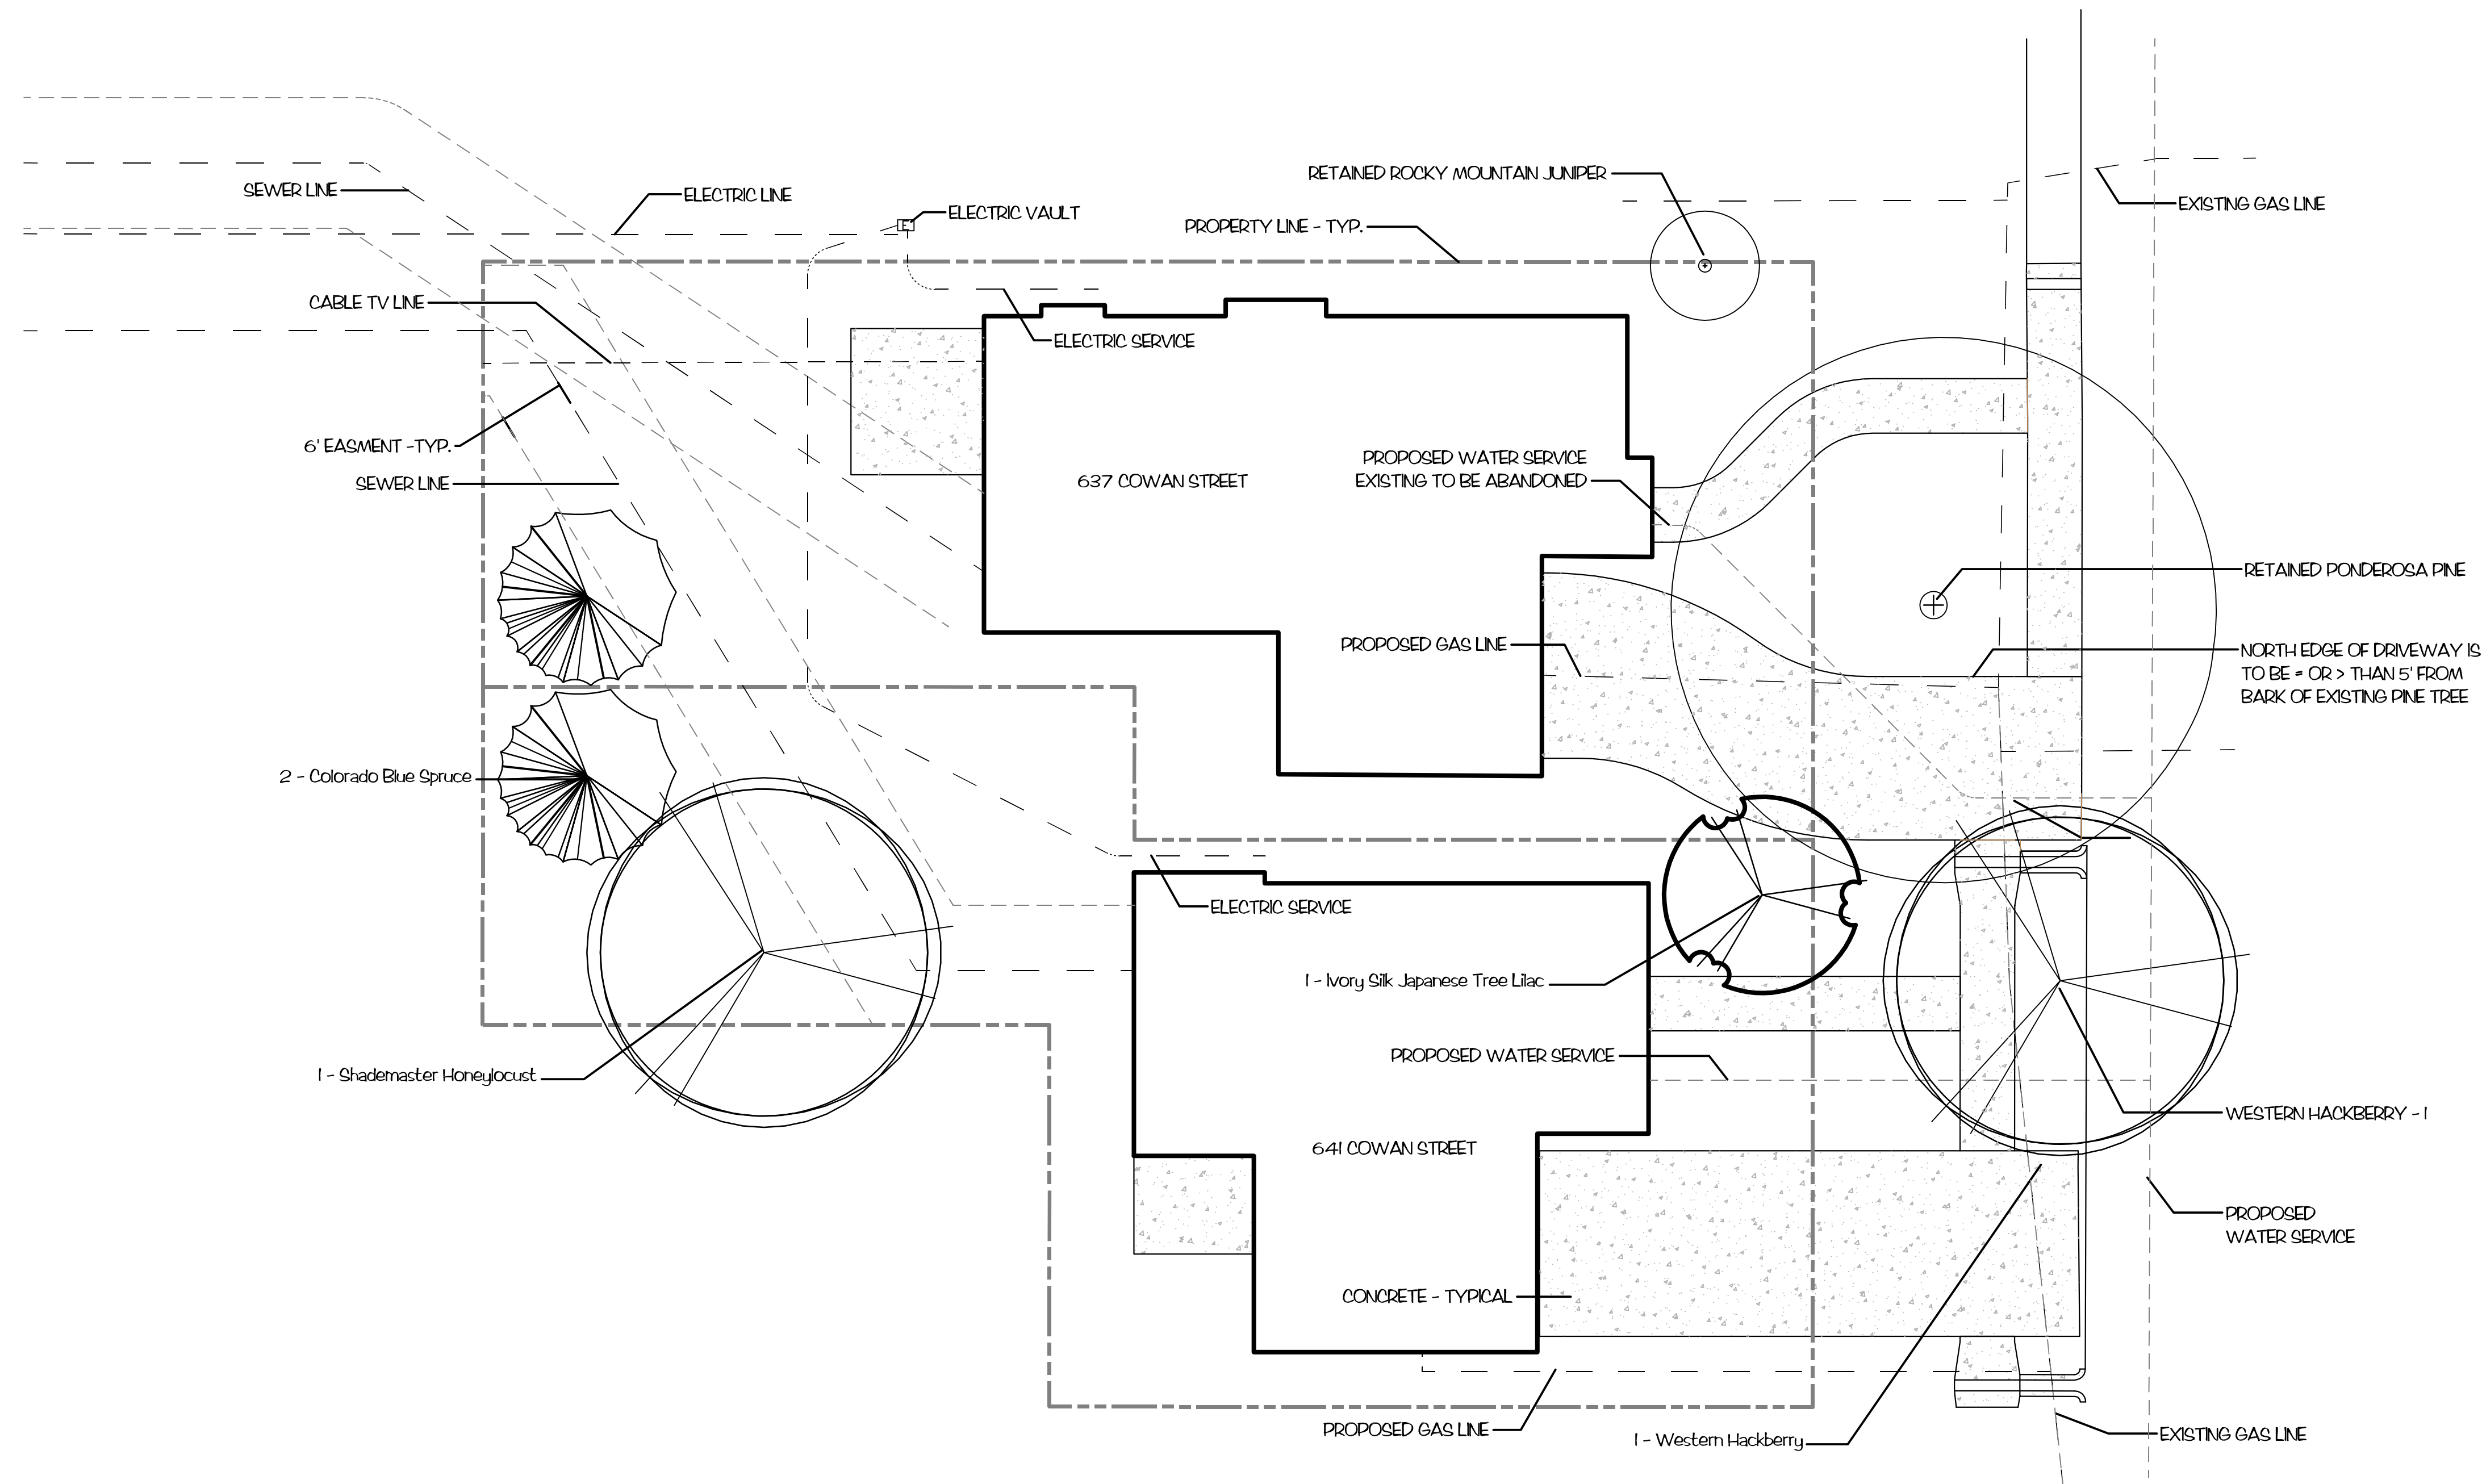 RETAINED ROCKY MOUNTAIN JUNIPER
SEWER LINE
ELECTRIC LINE
EXISTING GAS LINE
ELECTRIC VAULT
E
PROPERTY LINE - TYP.
CABLE TV LINE
ELECTRIC SERVICE
6' EASMENT -TYP.
PROPOSED WATER SERVICE
EXISTING TO BE ABANDONED
637 COWAN STREET
SEWER LINE
RETAINED PONDEROSA PINE
PROPOSED GAS LINE
NORTH EDGE OF DRIVEWAY IS
TO BE = OR > THAN 5' FROM
BARK OF EXISTING PINE TREE
2 - Colorado Blue Spruce
ELECTRIC SERVICE
1 - Ivory Silk Japanese Tree Lilac
PROPOSED WATER SERVICE
1 - Shademaster Honeylocust
WESTERN HACKBERRY - 1
641 COWAN STREET
PROPOSED
WATER SERVICE
CONCRETE - TYPICAL
PROPOSED GAS LINE
1 - Western Hackberry
EXISTING GAS LINE